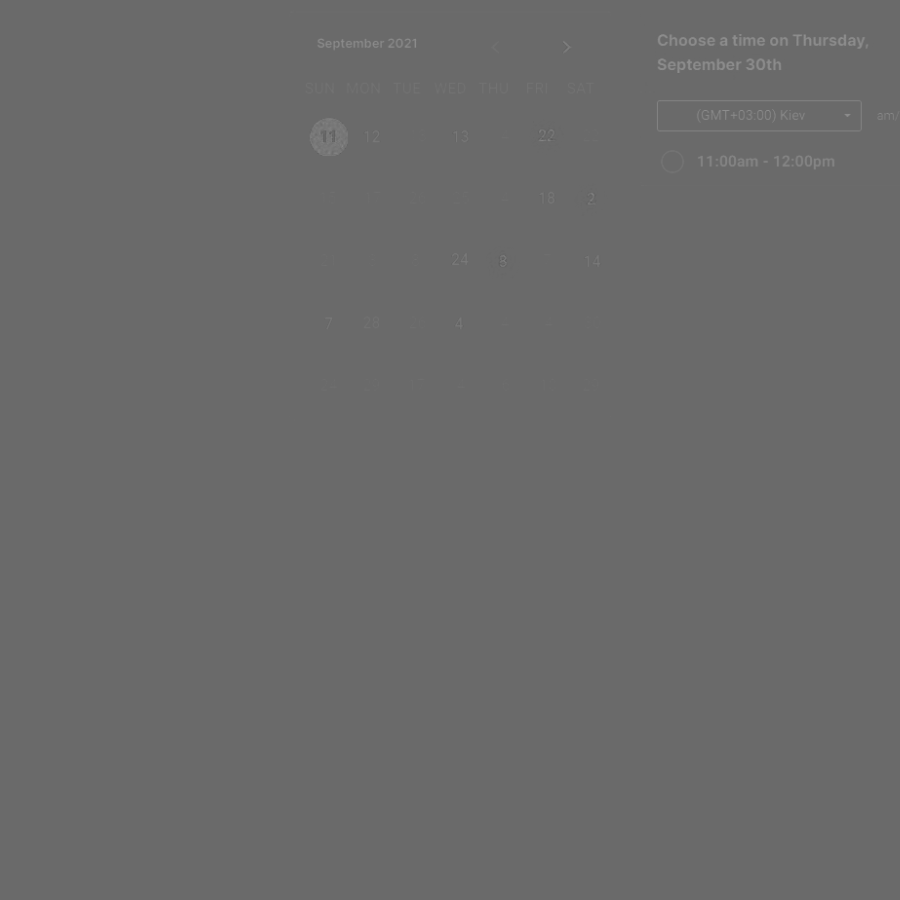 September 2021
SUN MON TUE WED THU FRI SAT
11 12 13 22
18 2
24 8 14
7 28 4
Choose a time on Thursday,
September 30th
(GMT+03:00) Kiev
am/
11:00am - 12:00pm